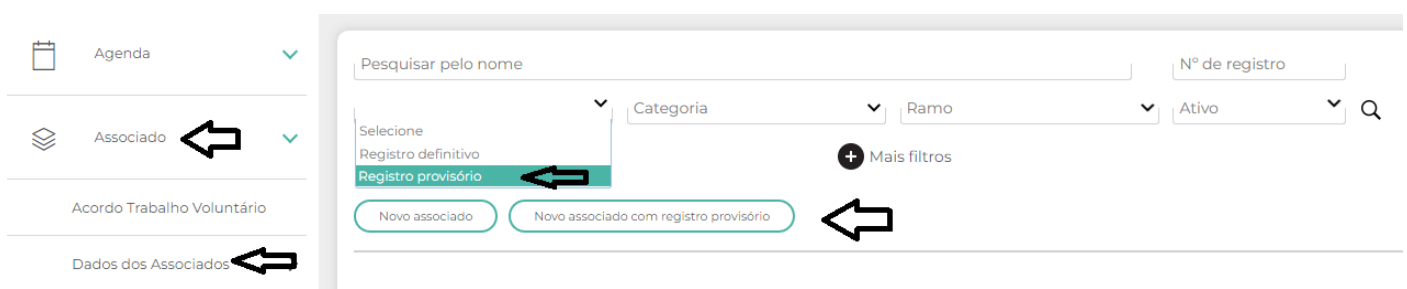 Agenda
Associado
Acordo Trabalho Voluntário
Dados dos Associados
Pesquisar pelo nome
Nº de registro
Categoria
Ramo
Ativo
Selecione
Registro definitivo
Registro provisório
Mais filtros
Novo associado
Novo associado com registro provisório